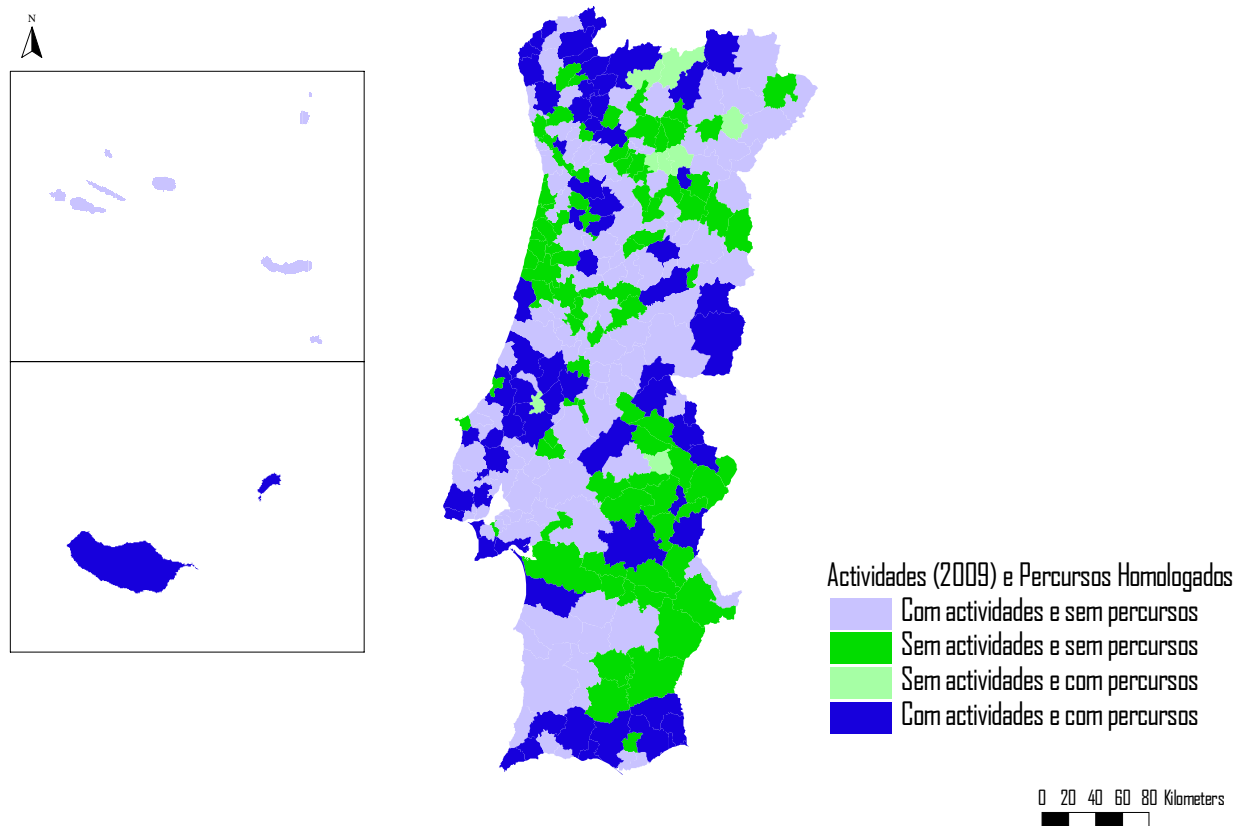 N
Actividades (2009) e Percursos Homologados
Com actividades e sem percursos
Sem actividades e sem percursos
Sem actividades e com percursos
Com actividades e com percursos
0 20 40 60 80 Kilometers